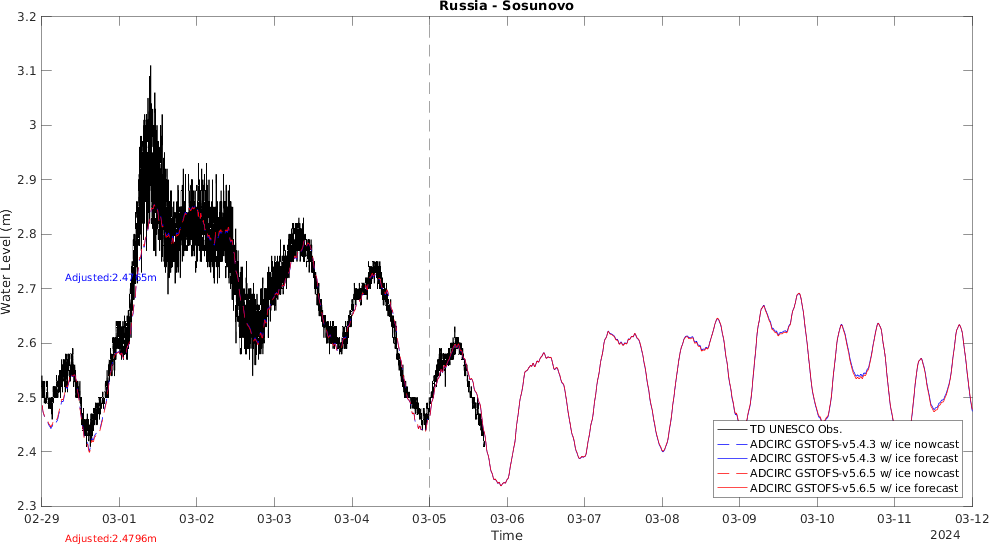 Russia - Sosunovo
3.2
3.1
3
2.9
2.8
2.7
2.6
2.5
2.4
2.3
Water Level (m)
Adjusted:2.4765m
TD UNESCO Obs.
ADCIRC GSTOFS-v5.4.3 w/ ice nowcast
ADCIRC GSTOFS-v5.4.3 w/ ice forecast
ADCIRC GSTOFS-v5.6.5 w/ ice nowcast
ADCIRC GSTOFS-v5.6.5 w/ ice forecast
02-29 03-01 03-02 03-03 03-04 03-05 03-06 03-07 03-08 03-09 03-10 03-11 03-12
Time
2024
Adjusted:2.4796m